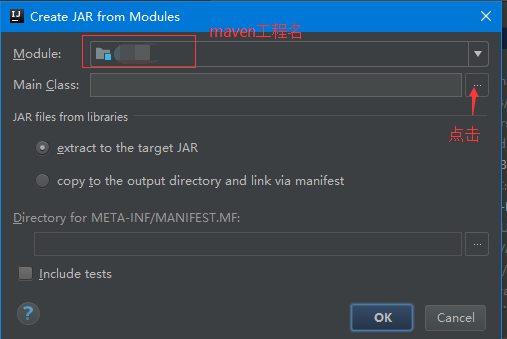 IJ Create JAR from Modules
maven工程名
Module:
Main Class: ...
点击
JAR files from libraries
extract to the target JAR
copy to the output directory and link via manifest
Directory for META-INF/MANIFEST.MF:
...
Include tests
? OK Cancel